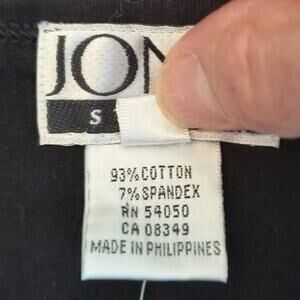 JON
S
93% COTTON
7% SPANDEX
RN 54050
CA 08349
MADE IN PHILIPPINES